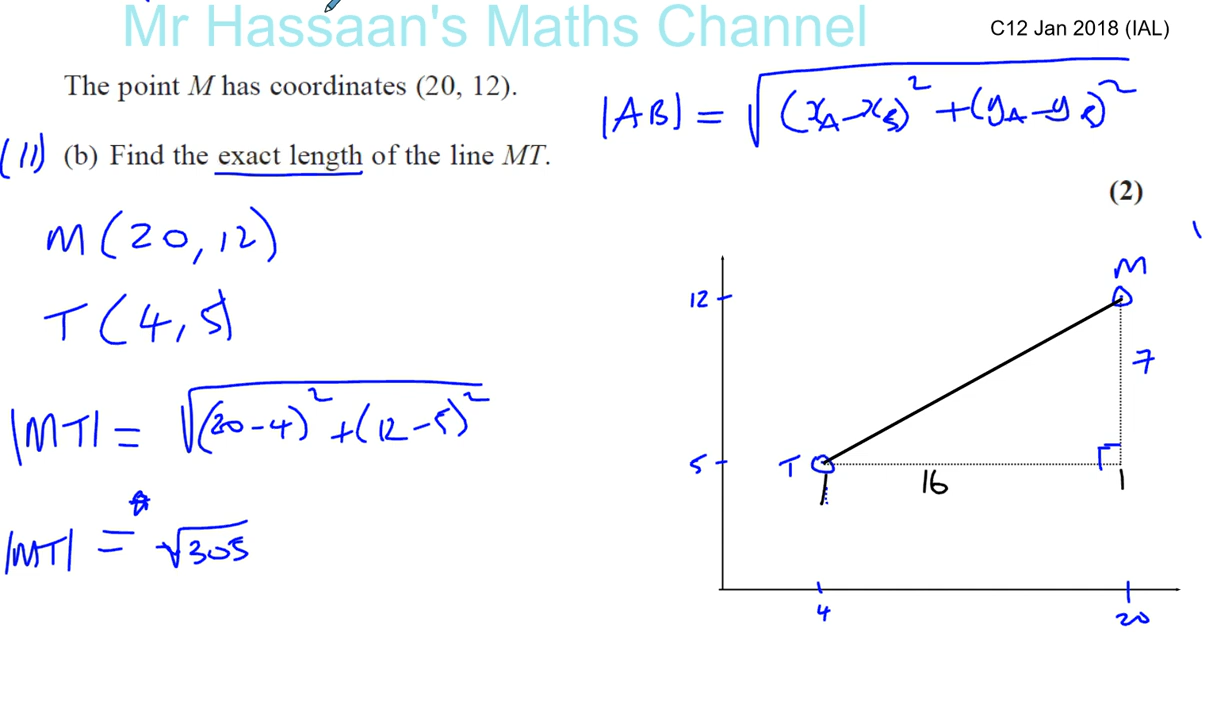 Mr Hassaan's Maths Channel
C12 Jan 2018 (IAL)
The point M has coordinates (20, 12).
|AB| = √(x_A - x_B)² + (y_A - y_B)²
(11) (b) Find the exact length of the line MT.
(2)
M(20, 12)
T(4, 5)
|MT| = √(20-4)² + (12-5)²
|MT| = √305
M
12
7
5
T
16
4
20